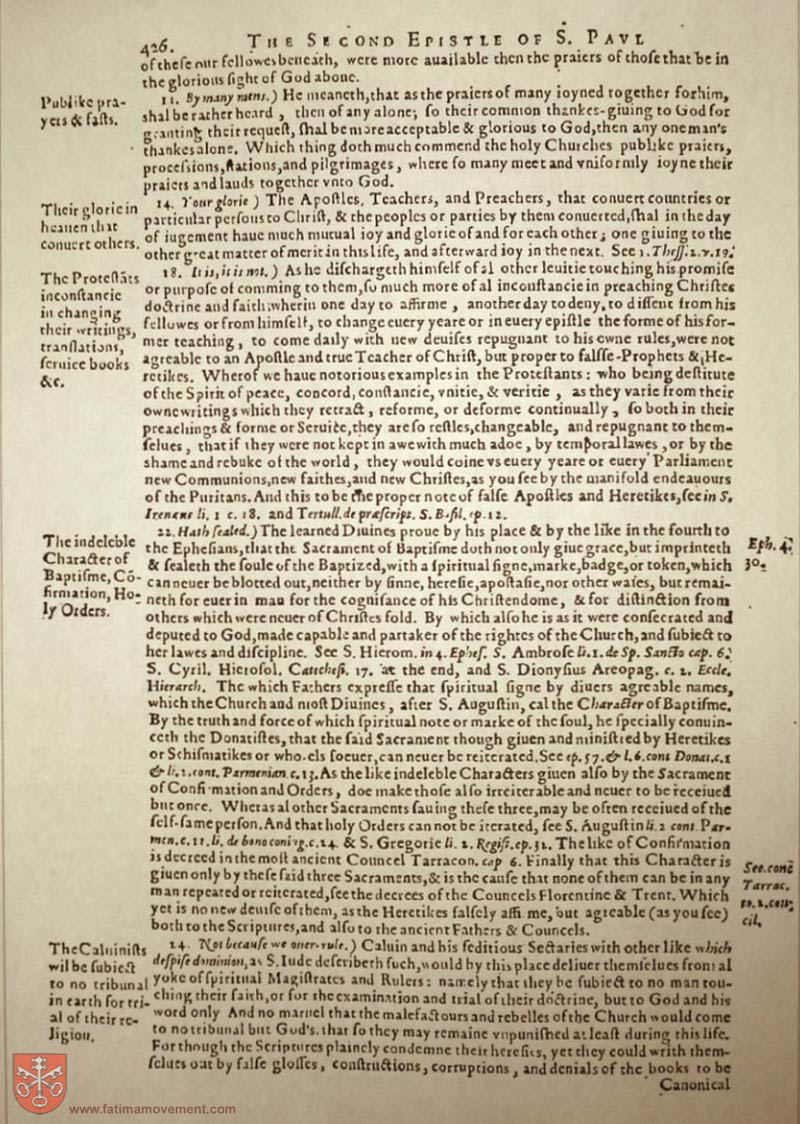 426.
THE SECOND EPISTLE OF S. PAVL
of theſe our fellowes beneath, were more auailable then the praiers of thoſe that be in
the glorious ſight of God aboue.
Publike pra-
yers & faſts.
11. By many mens.) He meaneth, that as the praiers of many ioyned together for him,
ſhal be rather heard, then of any alone; ſo their common thankes-giuing to God for
granting their requeſt, ſhal be more acceptable & glorious to God, then any one man's
thankes alone. Which thing doth much commend the holy Churches publike praiers,
proceſſions, ſtations, and pilgrimages, where ſo many meet and vniformly ioyne their
praiers and lauds together vnto God.
Their glorie in
heauen that
conuert others.
14. Your glorie) The Apoſtles, Teachers, and Preachers, that conuert countries or
particular perſons to Chriſt, & the peoples or parties by them conuerted, ſhal in the day
of iugement haue much mutual ioy and glorie of and for each other; one giuing to the
other great matter of merit in this life, and afterward ioy in the next. See 1. Theſſ. 2. v. 19.
The Proteſtãts
inconſtancie
in changing
their writings,
tranſlations,
ſeruice books
&c.
18. It is, it is not.) As he diſchargeth himſelf of al other leuitie touching his promiſe
or purpoſe of comming to them, ſo much more of al inconſtancie in preaching Chriſtes
doctrine and faith; wherin one day to affirme, another day to deny, to diſſent from his
fellowes or from himſelf, to change euery yeare or in euery epiſtle the forme of his for-
mer teaching, to come daily with new deuiſes repugnant to his owne rules, were not
agreable to an Apoſtle and true Teacher of Chriſt, but proper to falſſe-Prophets & He-
retikes. Wherof we haue notorious examples in the Proteſtants: who being deſtitute
of the Spirit of peace, concord, conſtancie, vnitie, & veritie, as they varie from their
owne writings which they retract, reforme, or deforme continually, ſo both in their
preachings & forme or Seruice, they are ſo reſtles, changeable, and repugnant to them-
ſelues, that if they were not kept in awe with much adoe, by temporal lawes, or by the
shame and rebuke of the world, they would coine vs euery yeare or euery Parliament
new Communions, new faithes, and new Chriſtes, as you ſee by the manifold endeauours
of the Puritans. And this to be the proper note of falſe Apoſtles and Heretikes, ſee in S.
Irenæus li. 1 c. 18. and Tertull. de præſcript. S. Baſil. ep. 12.
The indeleble
Character of
Baptiſme, Cõ-
firmation, Ho-
ly Orders.
22. Hath ſealed.) The learned Diuines proue by his place & by the like in the fourth to
the Epheſians, that the Sacrament of Baptiſme doth not only giue grace, but imprinteth
& ſealeth the ſoule of the Baptized, with a ſpiritual ſigne, marke, badge, or token, which
can neuer be blotted out, neither by ſinne, hereſie, apoſtaſie, nor other waies, but remai-
neth for euer in man for the cogniſance of his Chriſtendome, & for diſtinction from
others which were neuer of Chriſtes fold. By which alſo he is as it were conſecrated and
deputed to God, made capable and partaker of the rightes of the Church, and ſubiect to
her lawes and diſcipline. See S. Hierom. in 4. Epheſ. S. Ambroſe li. 1. de Sp. Sancto cap. 6.
S. Cyril. Hieroſol. Catecheſi. 17. at the end, and S. Dionyſius Areopag. c. 2. Eccle.
Hierarch. The which Fathers expreſſe that ſpiritual ſigne by diuers agreable names,
which the Church and moſt Diuines, after S. Auguſtin, cal the Character of Baptiſme.
By the truth and force of which ſpiritual note or marke of the ſoul, he ſpecially conuin-
ceth the Donatiſtes, that the ſaid Sacrament though giuen and miniſtred by Heretikes
or Schiſmatikes or who els ſoeuer, can neuer be reiterated. See ep. 57. & l. 6. cont Donat. c. 1
& li. 2. cont. Parmenian c. 13. As the like indeleble Characters giuen alſo by the Sacrament
of Confirmation and Orders, doe make thoſe alſo irreiterable and neuer to be receiued
but once. Wheras al other Sacraments ſauing theſe three, may be often receiued of the
ſelf-ſame perſon. And that holy Orders can not be iterated, ſee S. Auguſtin li. 2 cont Par-
men. c. 11. li. de bono coniug. c. 24. & S. Gregorie li. 2. Regiſt. ep. 32. The like of Confirmation
is decreed in the moſt ancient Councel Tarracon. cap 6. Finally that this Character is
giuen only by theſe ſaid three Sacraments, & is the cauſe that none of them can be in any
man repeated or reiterated, ſee the decrees of the Councels Florentine & Trent. Which
yet is no new deuiſe of them, as the Heretikes falſely affirme, but agreable (as you ſee)
both to the Scriptures, and alſo to the ancient Fathers & Councels.
Eph. 4.
30.
See conc
Tarrac.
to. 2. con-
cil.
The Caluiniſts
wil be ſubiect
to no tribunal
in earth for tri-
al of their re-
ligion.
24. Not becauſe we ouer-rule.) Caluin and his ſeditious Sectaries with other like which
deſpiſe dominion, as S. Iude deſcribeth ſuch, would by this place deliuer themſelues from al
yoke of ſpiritual Magiſtrates and Rulers: namely that they be ſubiect to no man tou-
ching their faith, or for the examination and trial of their doctrine, but to God and his
word only And no maruel that the malefactours and rebelles of the Church would come
to no tribunal but God's, that ſo they may remaine vnpuniſhed at leaſt during this life.
For though the Scriptures plainely condemne their hereſies, yet they could writh them-
ſelues out by falſe gloſſes, conſtructions, corruptions, and denials of the books to be
Canonical
www.fatimamovement.com